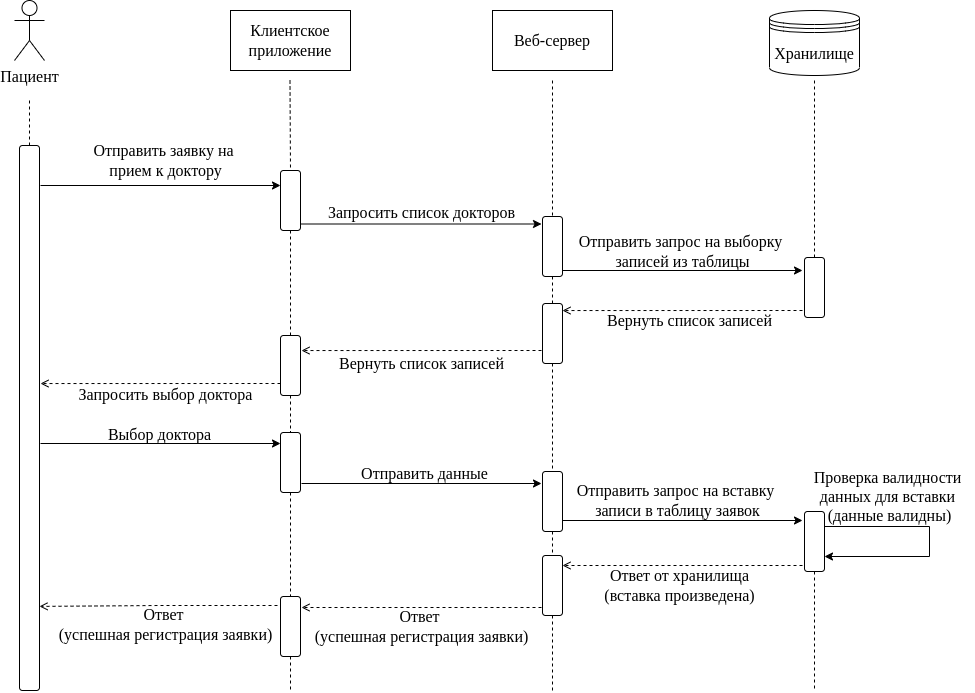 Пациент
Клиентское
приложение
Веб-сервер
Хранилище
Отправить заявку на
прием к доктору
Запросить список докторов
Отправить запрос на выборку
записей из таблицы
Вернуть список записей
Вернуть список записей
Запросить выбор доктора
Выбор доктора
Отправить данные
Отправить запрос на вставку
записи в таблицу заявок
Проверка валидности
данных для вставки
(данные валидны)
Ответ от хранилища
(вставка произведена)
Ответ
(успешная регистрация заявки)
Ответ
(успешная регистрация заявки)